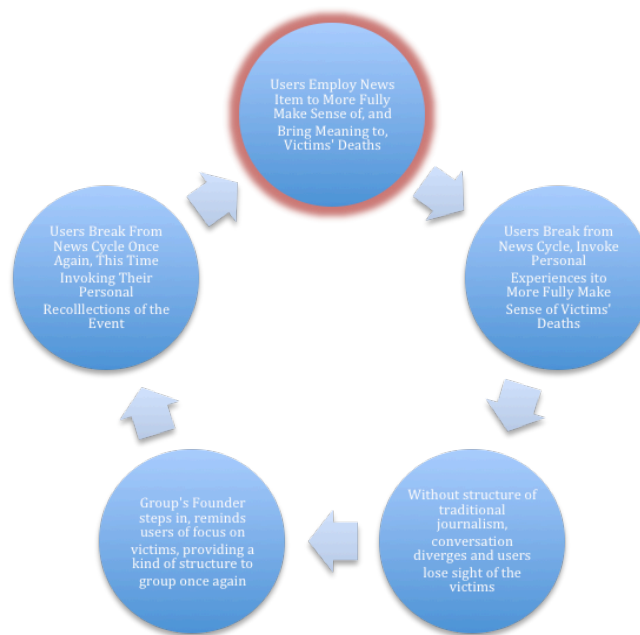 Users Employ News
Item to More Fully
Make Sense of, and
Bring Meaning to,
Victims' Deaths
Users Break from
News Cycle, Invoke
Personal
Experiences ito
More Fully Make
Sense of Victims'
Deaths
Without structure of
traditional
journalism,
conversation
diverges and users
lose sight of the
victims
Group's Founder
steps in, reminds
users of focus on
victims, providing a
kind of structure to
group once again
Users Break From
News Cycle Once
Again, This Time
Invoking Their
Personal
Recolllections of the
Event